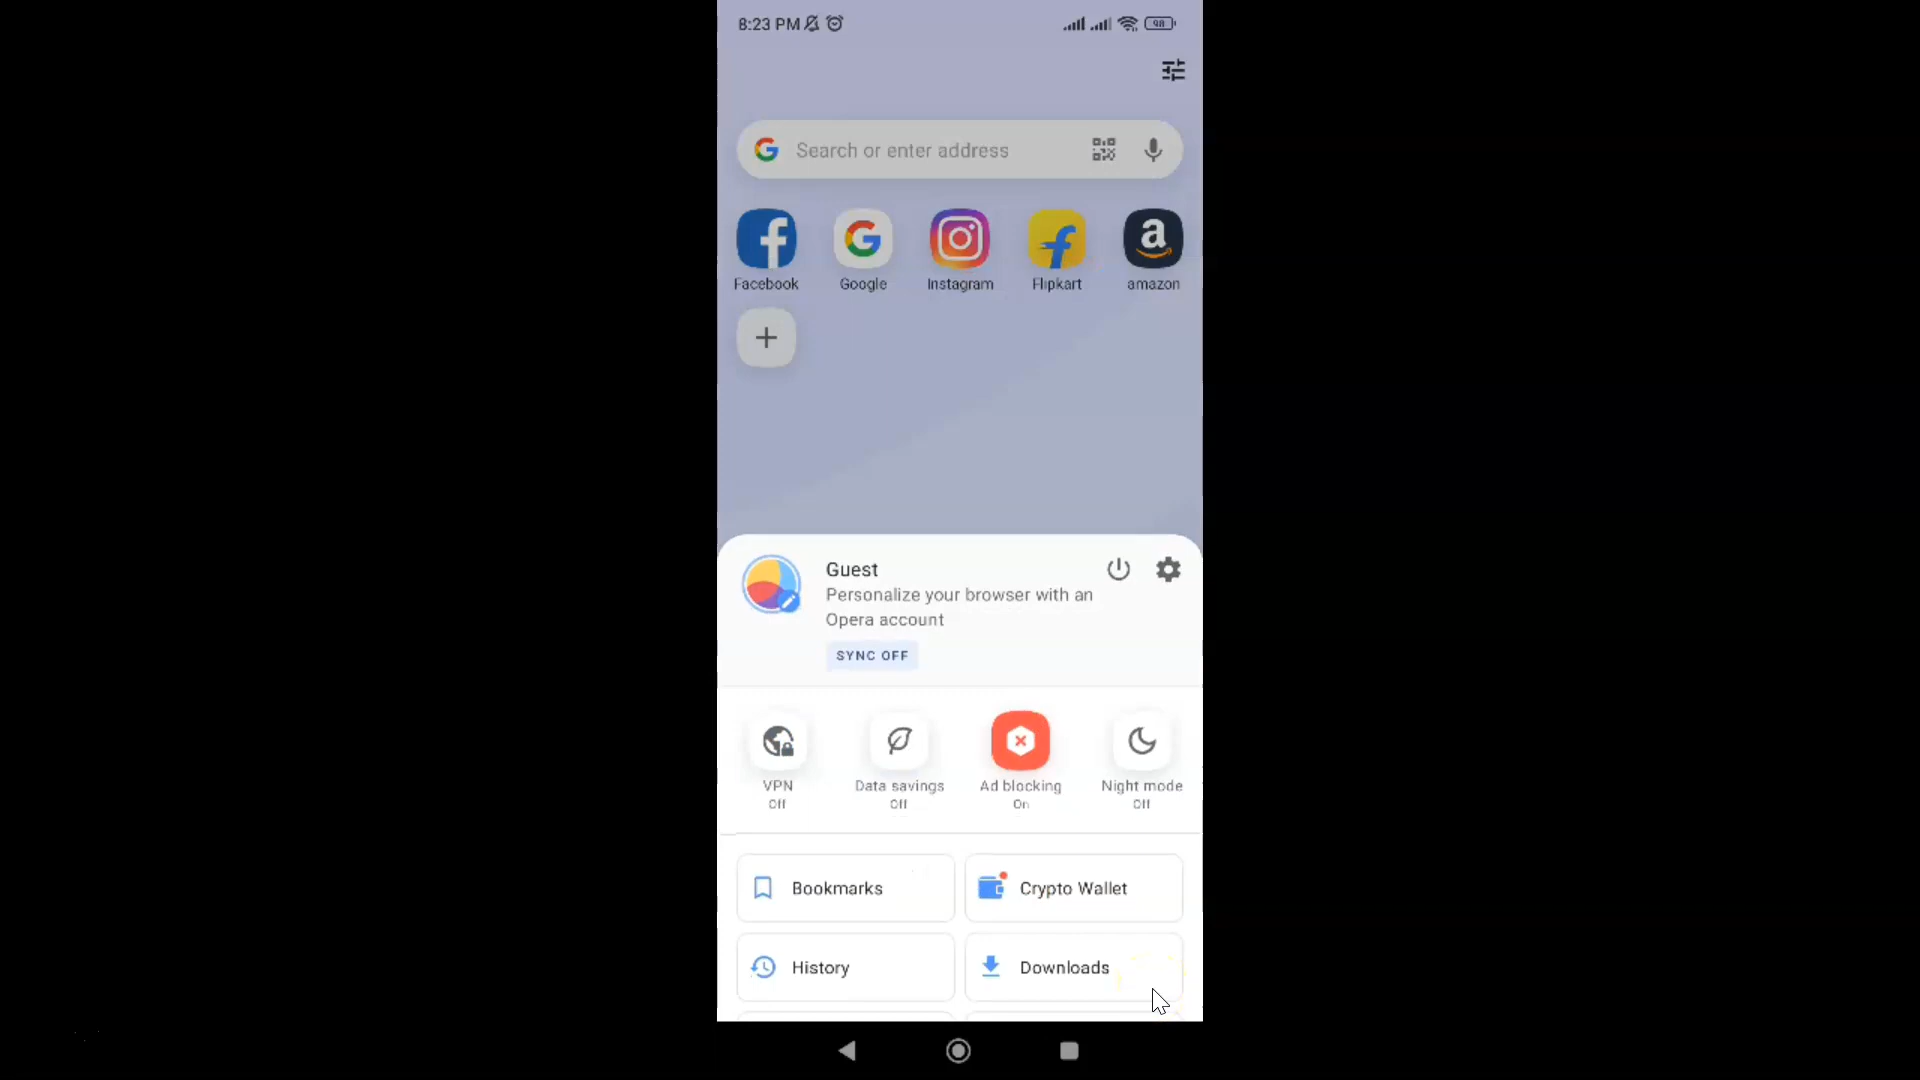 8:23 PM
98
Search or enter address
Facebook Google Instagram Flipkart amazon
Guest
Personalize your browser with an
Opera account
SYNC OFF
VPN Data savings Ad blocking Night mode
Off Off On Off
Bookmarks Crypto Wallet
History Downloads